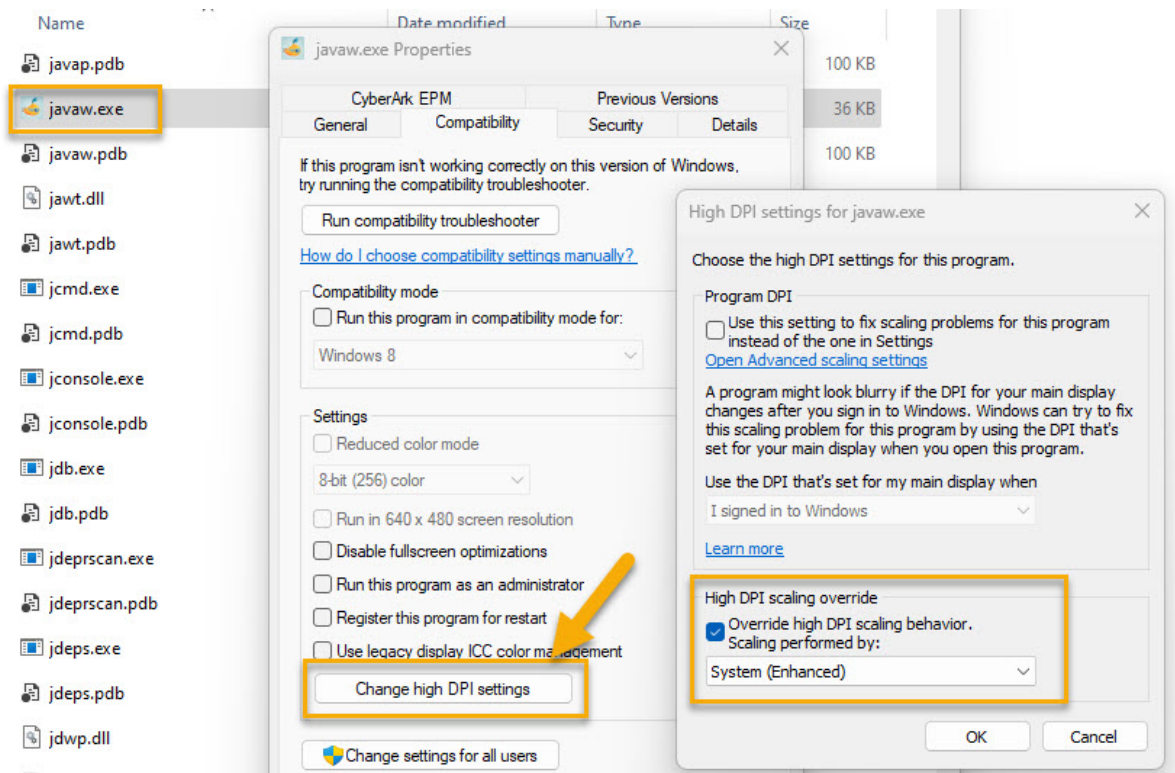 Name
Date modified
Type
Size
javap.pdb
100 KB
javaw.exe
36 KB
javaw.pdb
100 KB
jawt.dll
jawt.pdb
jcmd.exe
jcmd.pdb
jconsole.exe
jconsole.pdb
jdb.exe
jdb.pdb
jdeprscan.exe
jdeprscan.pdb
jdeps.exe
jdeps.pdb
jdwp.dll
javaw.exe Properties
CyberArk EPM
Previous Versions
General
Compatibility
Security
Details
If this program isn't working correctly on this version of Windows,
try running the compatibility troubleshooter.
Run compatibility troubleshooter
How do I choose compatibility settings manually?
Compatibility mode
Run this program in compatibility mode for:
Windows 8
Settings
Reduced color mode
8-bit (256) color
Run in 640 x 480 screen resolution
Disable fullscreen optimizations
Run this program as an administrator
Register this program for restart
Use legacy display ICC color management
Change high DPI settings
Change settings for all users
High DPI settings for javaw.exe
Choose the high DPI settings for this program.
Program DPI
Use this setting to fix scaling problems for this program
instead of the one in Settings
Open Advanced scaling settings
A program might look blurry if the DPI for your main display
changes after you sign in to Windows. Windows can try to fix
this scaling problem for this program by using the DPI that's
set for your main display when you open this program.
Use the DPI that's set for my main display when
I signed in to Windows
Learn more
High DPI scaling override
Override high DPI scaling behavior.
Scaling performed by:
System (Enhanced)
OK
Cancel